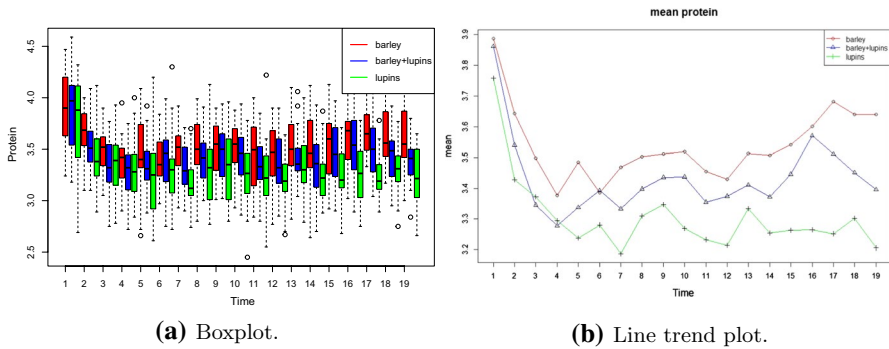 mean protein
barley
barley+lupins
lupins
Protein
2.5 3.0 3.5 4.0 4.5
1 2 3 4 5 6 7 8 9 10 11 12 13 14 15 16 17 18 19
Time
(a) Boxplot.
barley
barley+lupins
lupins
mean
3.2 3.3 3.4 3.5 3.6 3.7 3.8 3.9
1 2 3 4 5 6 7 8 9 10 11 12 13 14 15 16 17 18 19
Time
(b) Line trend plot.